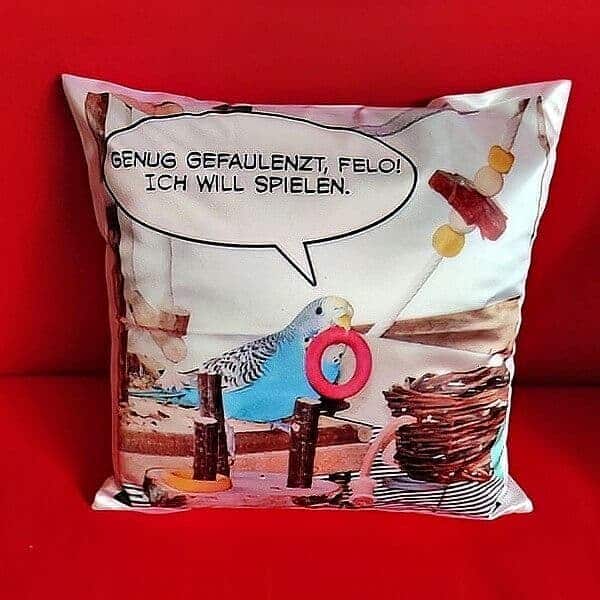 GENUG GEFAULENZT, FELO!
ICH WILL SPIELEN.